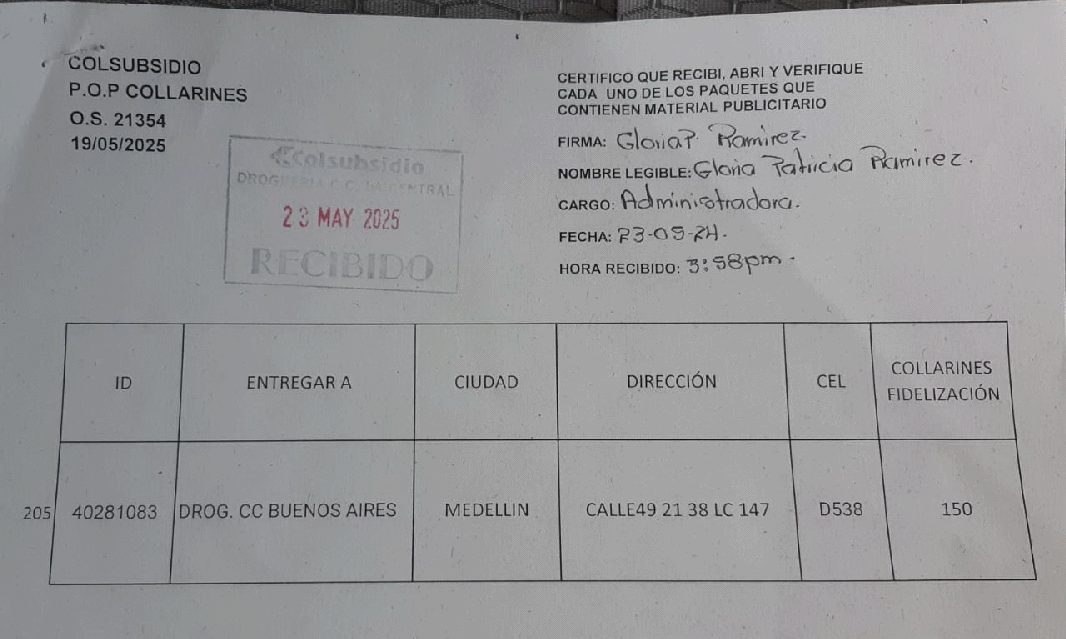 COLSUBSIDIO
P.O.P COLLARINES
O.S. 21354
19/05/2025
Colsubsidio
23 MAY 2025
RECIBIDO
CERTIFICO QUE RECIBI, ABRI Y VERIFIQUE
CADA UNO DE LOS PAQUETES QUE
CONTIENEN MATERIAL PUBLICITARIO
FIRMA: Gloria P Ramirez.
NOMBRE LEGIBLE: Gloria Patricia Ramirez.
CARGO: Administradora.
FECHA: 23-05-24.
HORA RECIBIDO: 3:58pm.
ID ENTREGAR A CIUDAD DIRECCIÓN CEL COLLARINES FIDELIZACIÓN
205 40281083 DROG. CC BUENOS AIRES MEDELLIN CALLE49 21 38 LC 147 D538 150